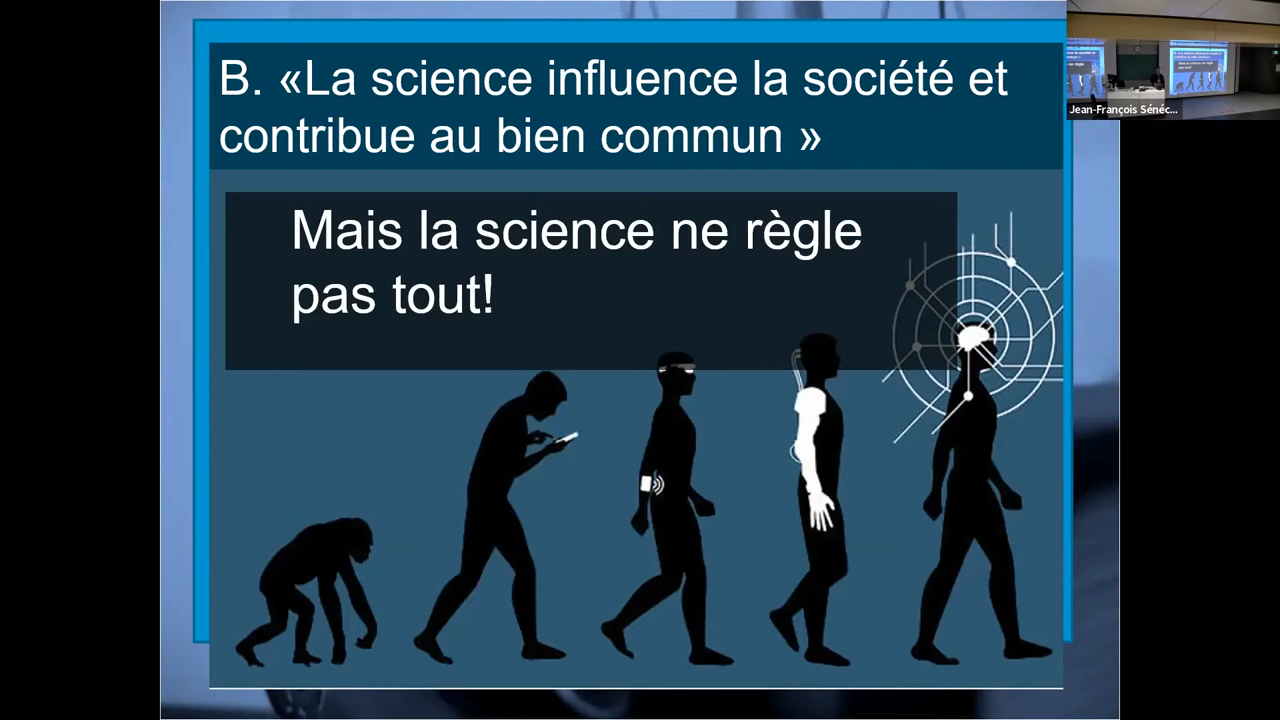 B. «La science influence la société et
contribue au bien commun »
Mais la science ne règle
pas tout!
Jean-François Sénéc...